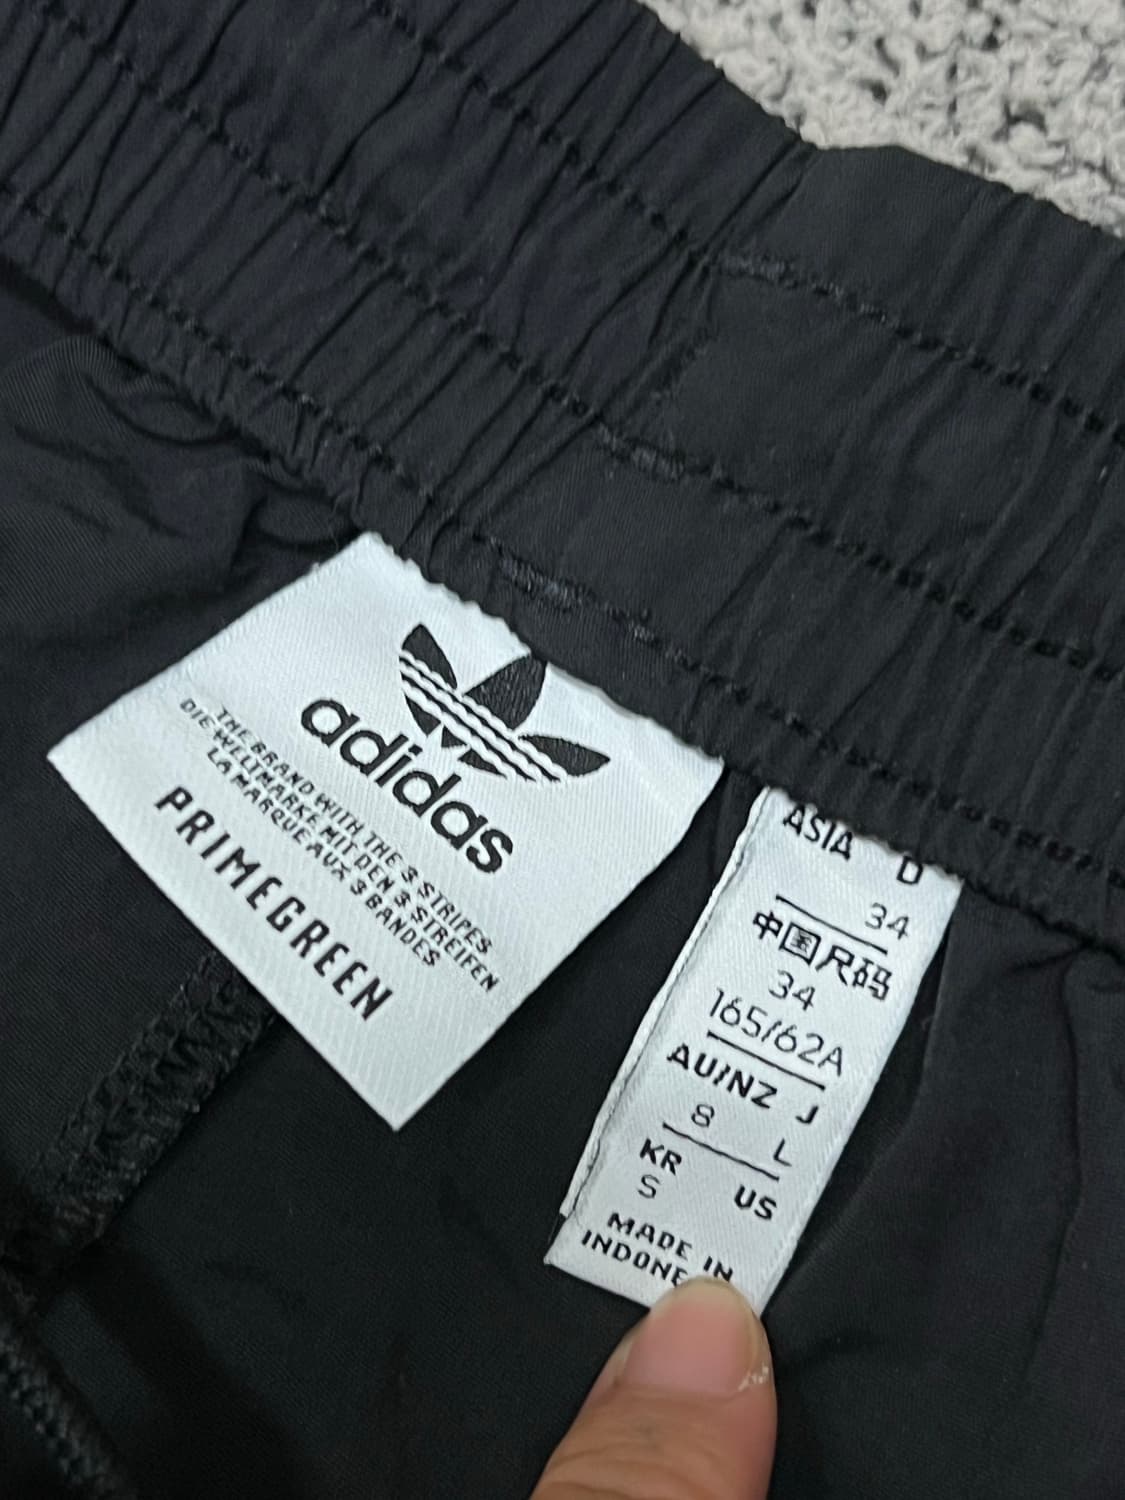 adidas
THE BRAND WITH THE 3 STRIPES
DIE WELTMARKE MIT DEN 3 STREIFEN
LA MARQUE AUX 3 BANDES
PRIMEGREEN
ASIA D
34
中国尺码
34
165/62A
AU/NZ J
8 L
KR US
S
MADE IN